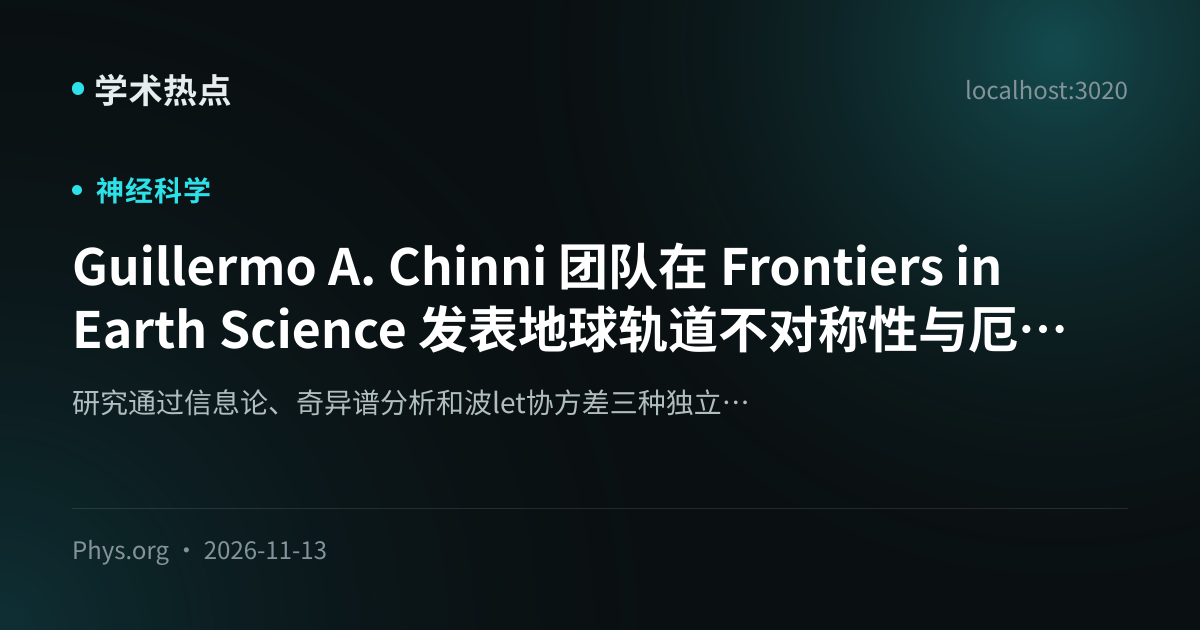 学术热点
localhost:3020
神经科学
Guillermo A. Chinni 团队在 Frontiers in
Earth Science 发表地球轨道不对称性与厄…
研究通过信息论、奇异谱分析和波let协方差三种独立…
Phys.org · 2026-11-13